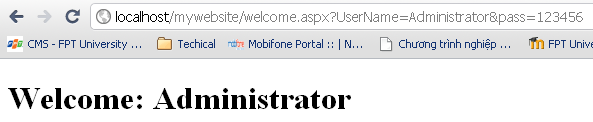 localhost/mywebsite/welcome.aspx?UserName=Administrator&pass=123456
CMS - FPT University ... Techical Mobifone Portal :: | N... Chương trình nghiệp ... FPT Unive
Welcome: Administrator